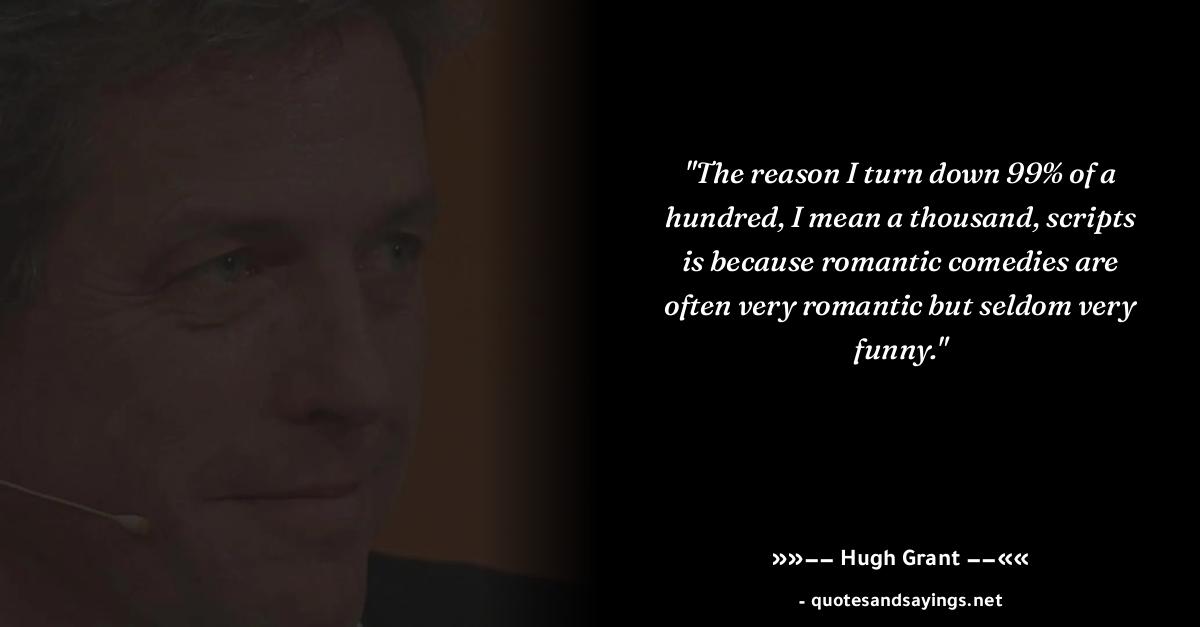 "The reason I turn down 99% of a
hundred, I mean a thousand, scripts
is because romantic comedies are
often very romantic but seldom very
funny."
»»−− Hugh Grant −−««
- quotesandsayings.net